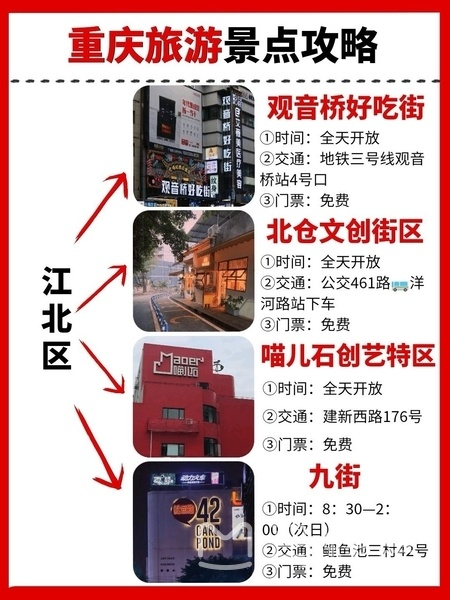 重庆旅游景点攻略
江北区
观音桥好吃街
观音桥好吃街
观音桥好吃街
①时间：全天开放
②交通：地铁三号线观音
桥站4号口
③门票：免费
北仓文创街区
①时间：全天开放
②交通：公交461路🚌洋
河路站下车
③门票：免费
Maoer
喵儿石
喵儿石创艺特区
①时间：全天开放
②交通：建新西路176号
③门票：免费
42
CARD
POND
九街
①时间：8：30—2：
00（次日）
②交通：鲤鱼池三村42号
③门票：免费